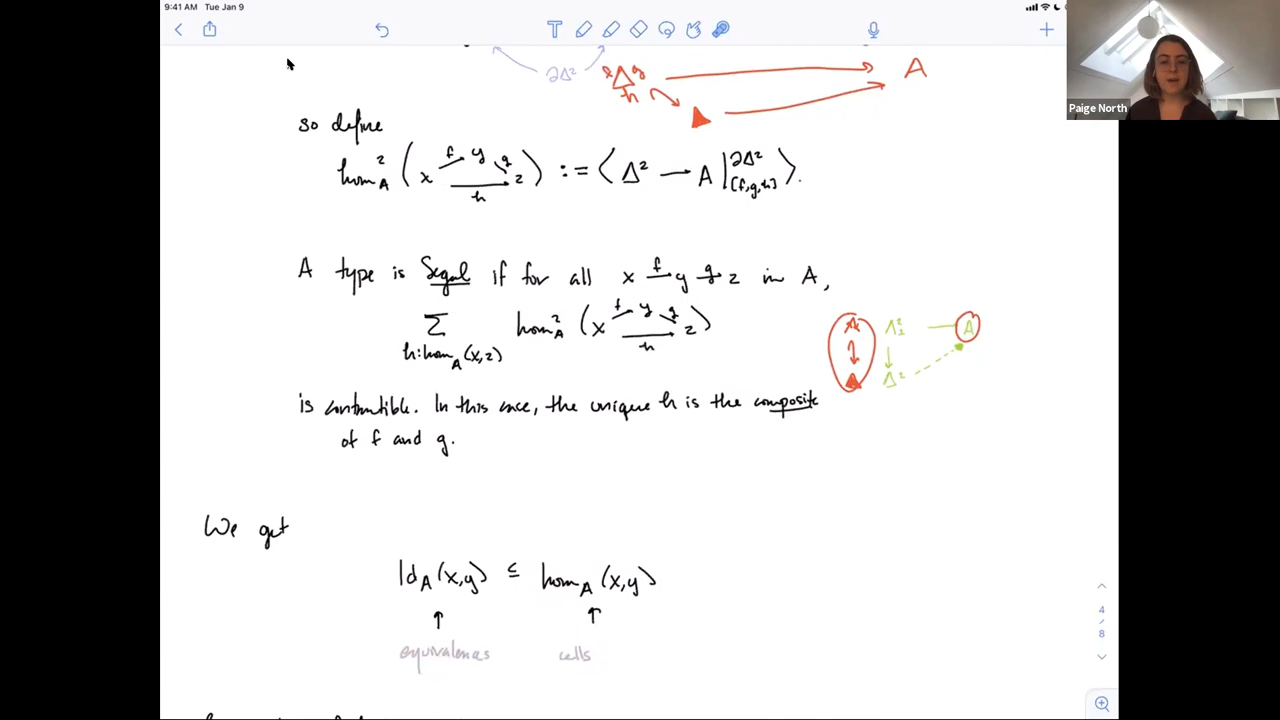 9:41 AM Tue Jan 9
Paige North
∂Δ²
f g
h
A
so define
hom²_A ( x f y g z h ) := ⟨ Δ² → A |^{∂Δ²}_{[f,g,h]} ⟩.
A type is Segal if for all x f→ y g→ z in A,
Σ hom²_A ( x f y g z h )
h:hom_A(x,z)
Λ²₁ → A
Δ²
is contractible. In this case, the unique h is the composite
of f and g.
We get
Id_A(x,y) ≤ hom_A(x,y)
↑ ↑
equivalences cells
4
/
8